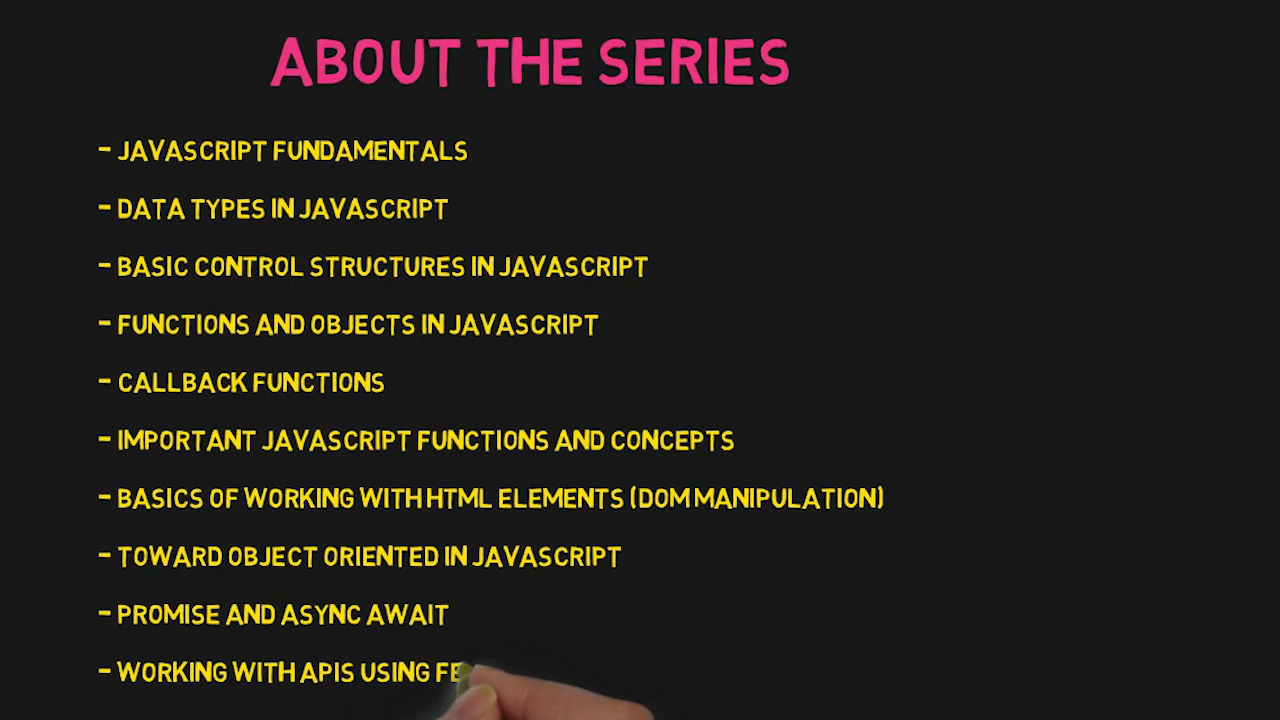 ABOUT THE SERIES
- JAVASCRIPT FUNDAMENTALS
- DATA TYPES IN JAVASCRIPT
- BASIC CONTROL STRUCTURES IN JAVASCRIPT
- FUNCTIONS AND OBJECTS IN JAVASCRIPT
- CALLBACK FUNCTIONS
- IMPORTANT JAVASCRIPT FUNCTIONS AND CONCEPTS
- BASICS OF WORKING WITH HTML ELEMENTS (DOM MANIPULATION)
- TOWARD OBJECT ORIENTED IN JAVASCRIPT
- PROMISE AND ASYNC AWAIT
- WORKING WITH APIS USING FE